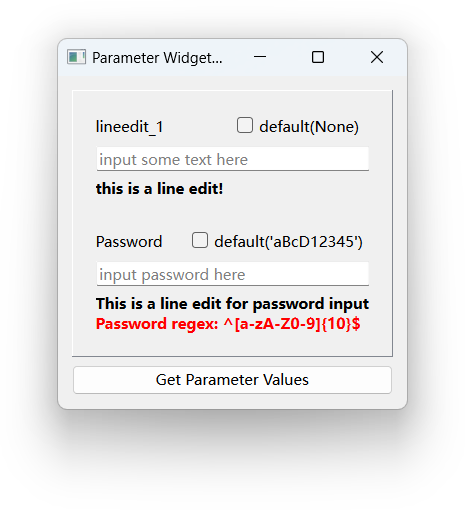 Parameter Widget...
lineedit_1 default(None)
input some text here
this is a line edit!
Password default('aBcD12345')
input password here
This is a line edit for password input
Password regex: ^[a-zA-Z0-9]{10}$
Get Parameter Values